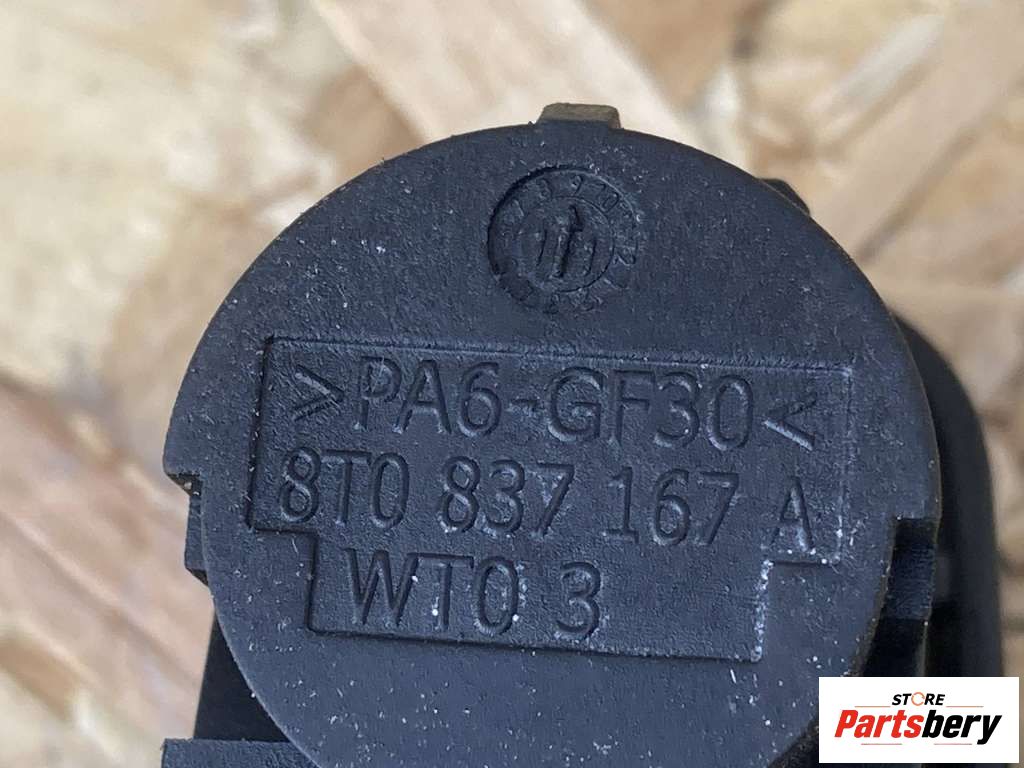 >PA6-GF30<
8T0 837 167 A
WT0 3
STORE
Partsbery